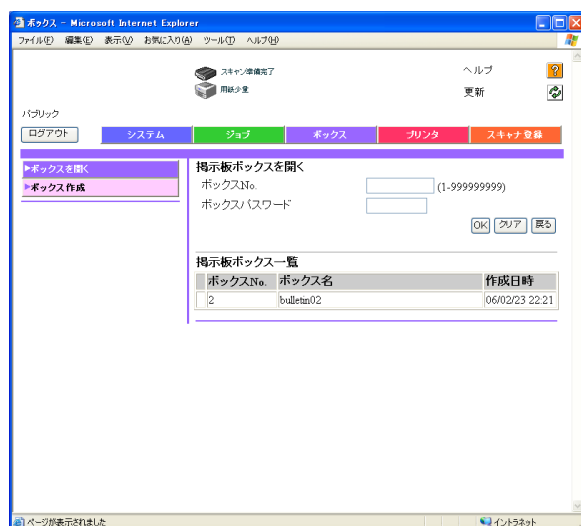 ボックス - Microsoft Internet Explorer
ファイル(F) 編集(E) 表示(V) お気に入り(A) ツール(T) ヘルプ(H)
スキャン準備完了 ヘルプ ?
用紙少量 更新
パブリック
ログアウト システム ジョブ ボックス プリンタ スキャナ登録
ボックスを開く
ボックス作成
掲示板ボックスを開く
ボックスNo. (1-999999999)
ボックスパスワード
OK クリア 戻る
掲示板ボックス一覧
ボックスNo. ボックス名 作成日時
2 bulletin02 06/02/23 22:21
ページが表示されました イントラネット